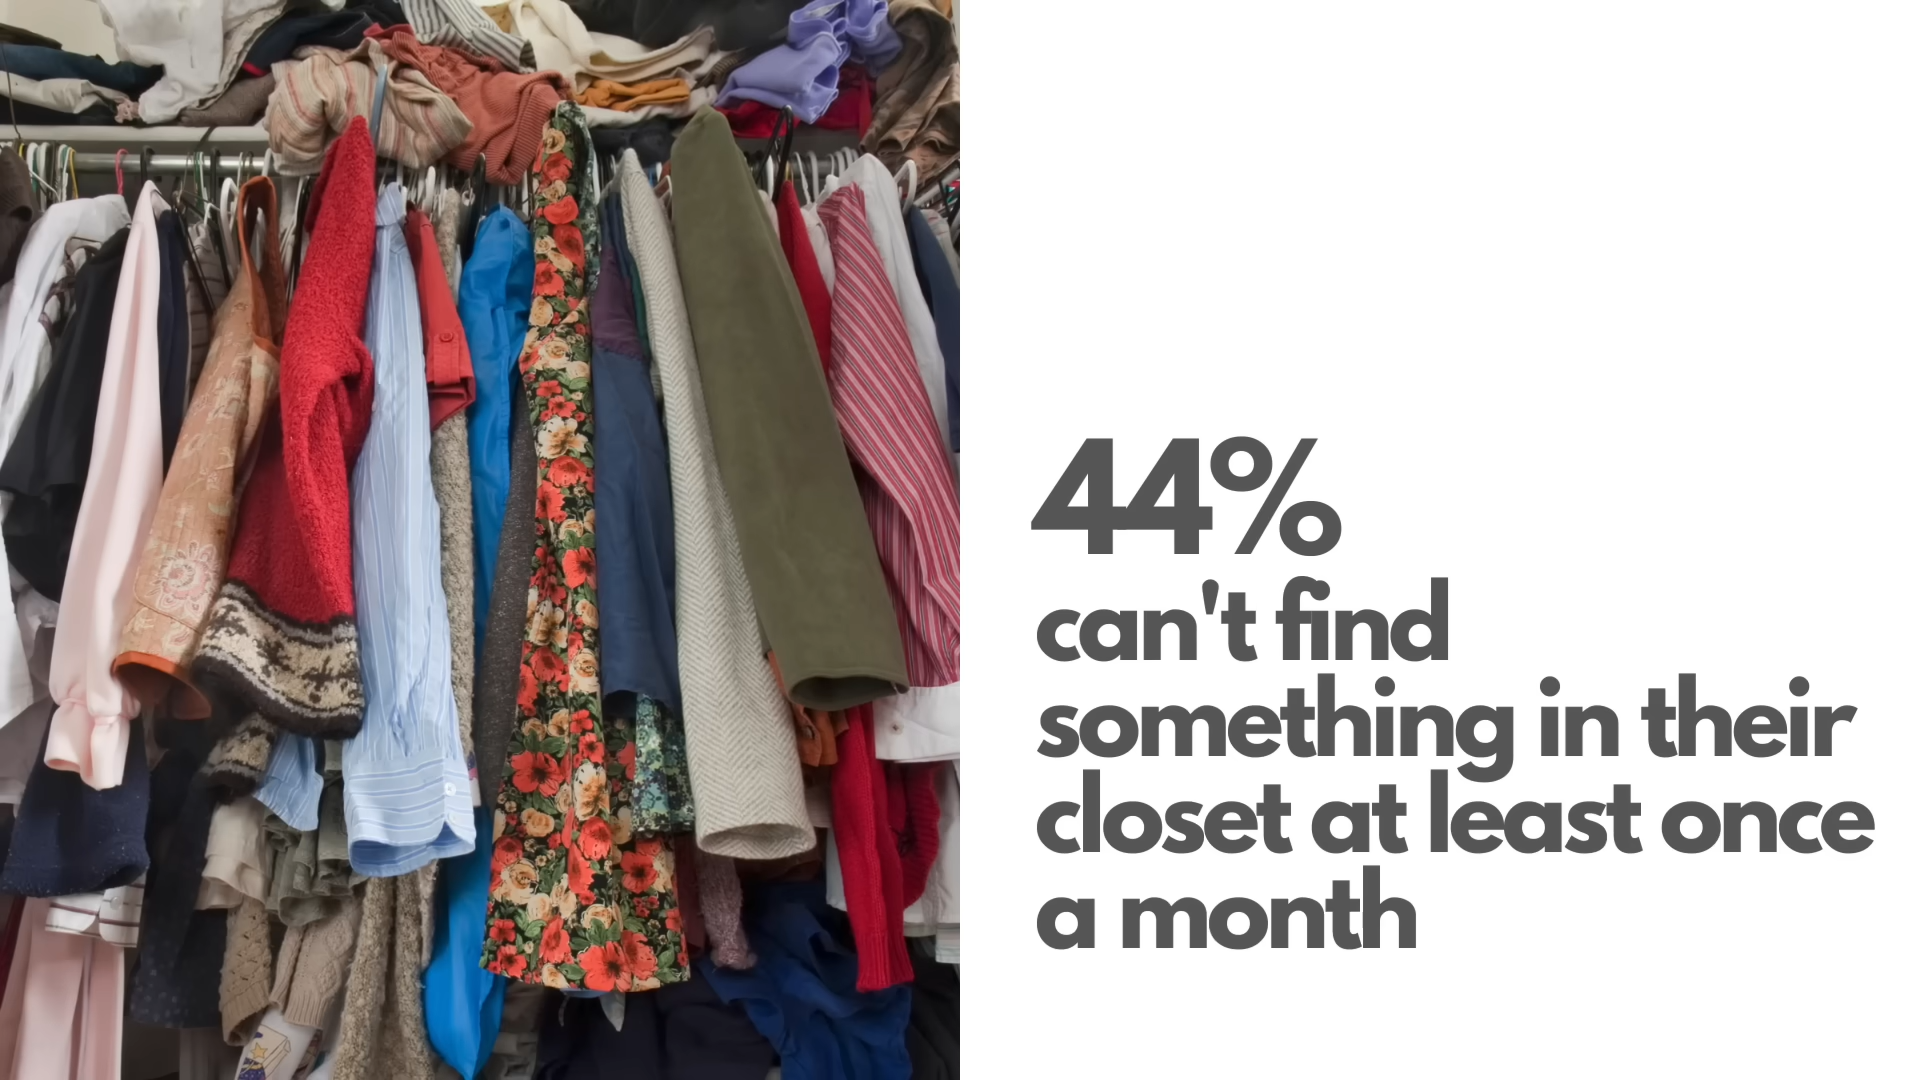 44%
can't find
something in their
closet at least once
a month